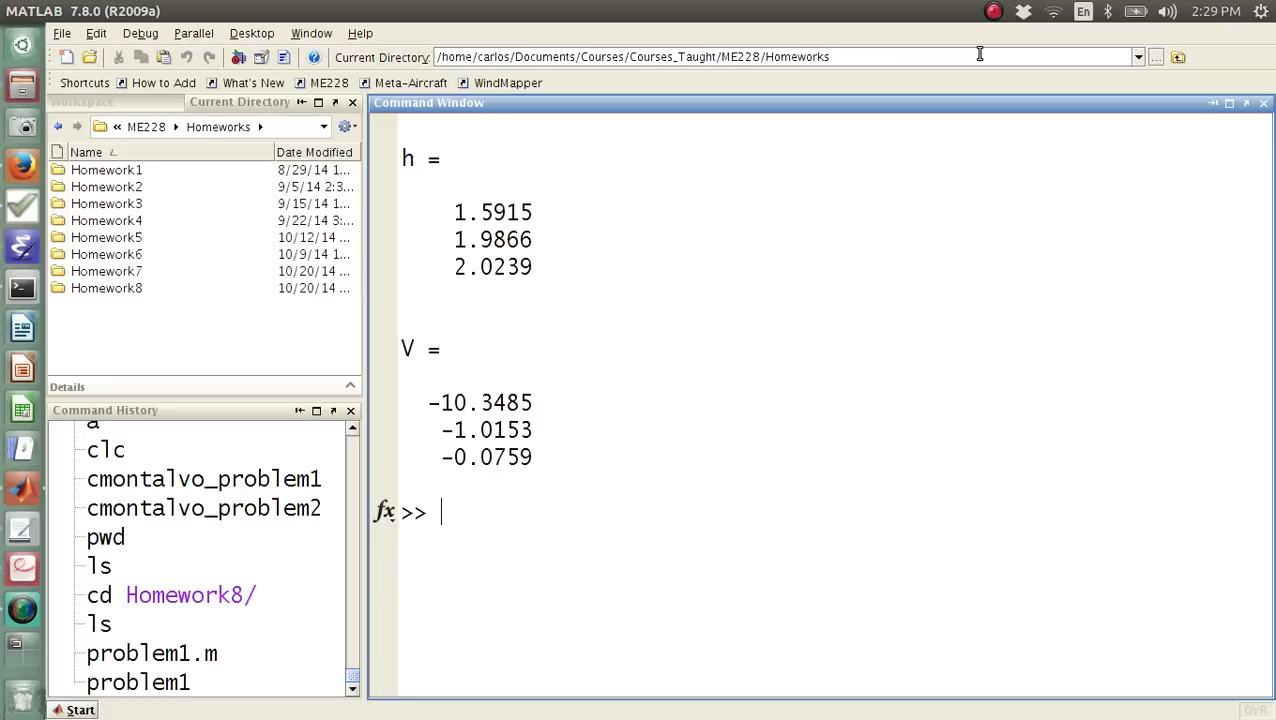 MATLAB 7.8.0 (R2009a)
En
2:29 PM
File Edit Debug Parallel Desktop Window Help
Current Directory: /home/carlos/Documents/Courses/Courses_Taught/ME228/Homeworks
Shortcuts How to Add What's New ME228 Meta-Aircraft WindMapper
Workspace Current Directory
« ME228 Homeworks
Name Date Modified
Homework1 8/29/14 1...
Homework2 9/5/14 2:3...
Homework3 9/15/14 1...
Homework4 9/22/14 3:...
Homework5 10/12/14 ...
Homework6 10/9/14 1...
Homework7 10/20/14 ...
Homework8 10/20/14 ...
Details
Command History
a
clc
cmontalvo_problem1
cmontalvo_problem2
pwd
ls
cd Homework8/
ls
problem1.m
problem1
Start
Command Window
h =
1.5915
1.9866
2.0239
V =
-10.3485
-1.0153
-0.0759
fx >>
OVR